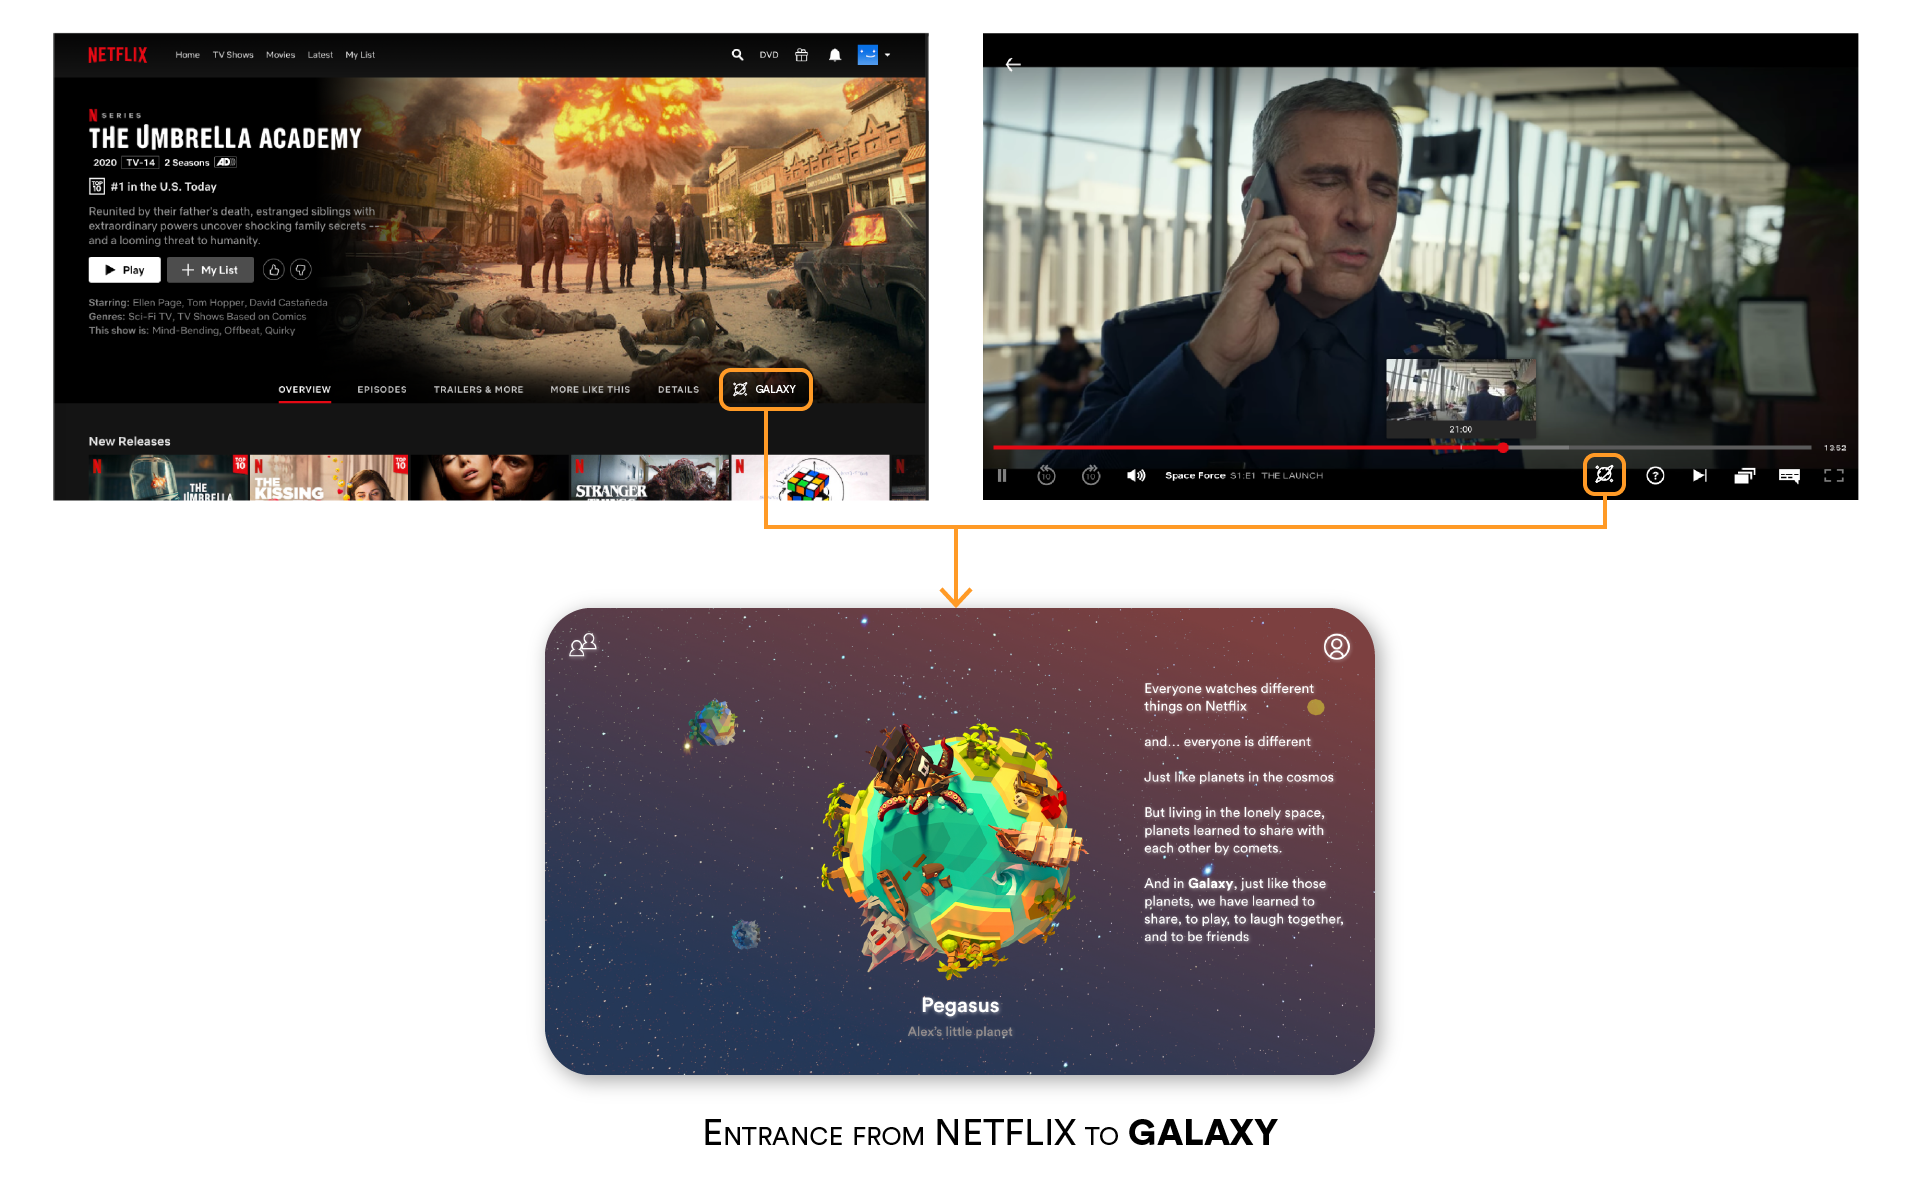 NETFLIX Home TV Shows Movies Latest My List DVD
N SERIES
THE UMBRELLA ACADEMY
2020 TV-14 2 Seasons AD
TOP 10 #1 in the U.S. Today
Reunited by their father's death, estranged siblings with
extraordinary powers uncover shocking family secrets --
and a looming threat to humanity.
Play My List
Starring: Ellen Page, Tom Hopper, David Castañeda
Genres: Sci-Fi TV, TV Shows Based on Comics
This show is: Mind-Bending, Offbeat, Quirky
OVERVIEW EPISODES TRAILERS & MORE MORE LIKE THIS DETAILS GALAXY
New Releases
N TOP 10 N TOP 10 N N N
THE
UMBRELLA
THE
KISSING
STRANGER
THINGS
21:00
13:52
10 10 Space Force S1:E1 THE LAUNCH ?
Everyone watches different
things on Netflix
and... everyone is different
Just like planets in the cosmos
But living in the lonely space,
planets learned to share with
each other by comets.
And in Galaxy, just like those
planets, we have learned to
share, to play, to laugh together,
and to be friends
Pegasus
Alex's little planet
ENTRANCE FROM NETFLIX TO GALAXY